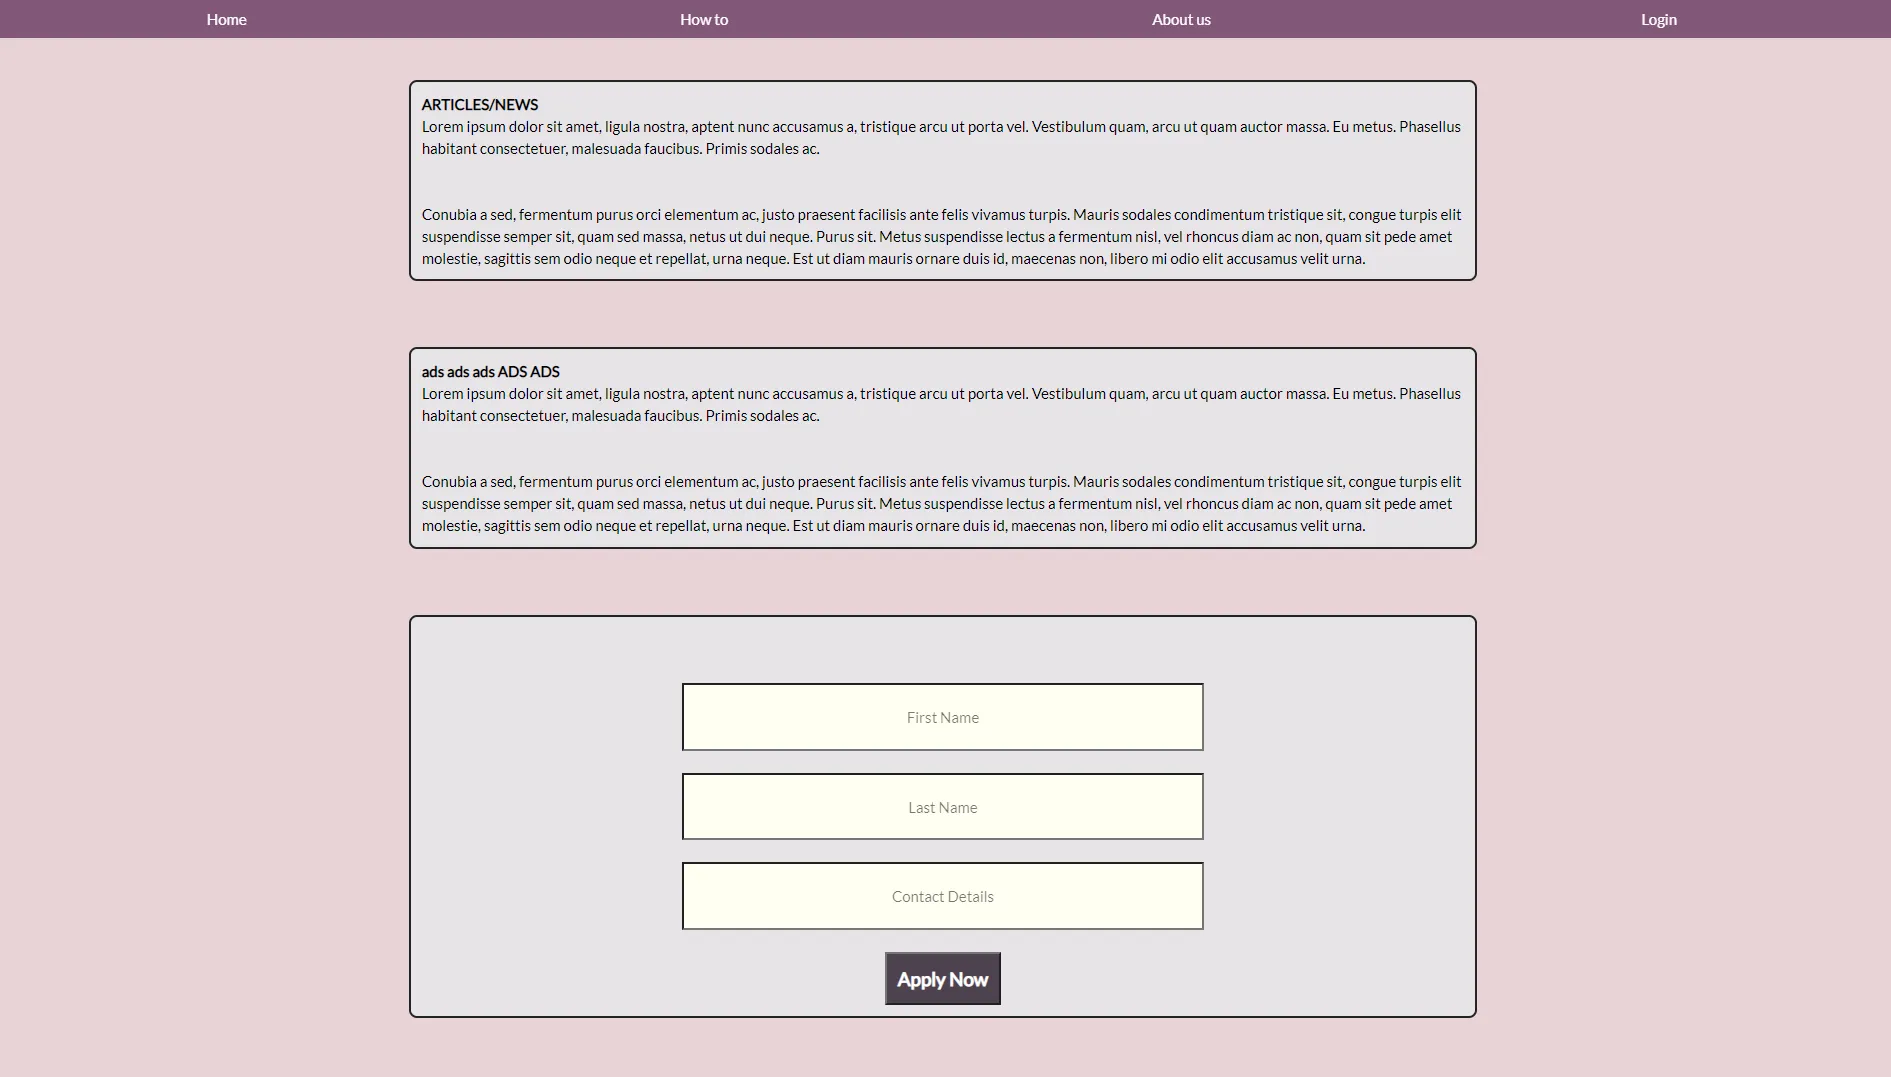 Home How to About us Login
ARTICLES/NEWS
Lorem ipsum dolor sit amet, ligula nostra, aptent nunc accusamus a, tristique arcu ut porta vel. Vestibulum quam, arcu ut quam auctor massa. Eu metus. Phasellus
habitant consectetuer, malesuada faucibus. Primis sodales ac.
Conubia a sed, fermentum purus orci elementum ac, justo praesent facilisis ante felis vivamus turpis. Mauris sodales condimentum tristique sit, congue turpis elit
suspendisse semper sit, quam sed massa, netus ut dui neque. Purus sit. Metus suspendisse lectus a fermentum nisl, vel rhoncus diam ac non, quam sit pede amet
molestie, sagittis sem odio neque et repellat, urna neque. Est ut diam mauris ornare duis id, maecenas non, libero mi odio elit accusamus velit urna.
ads ads ads ADS ADS
Lorem ipsum dolor sit amet, ligula nostra, aptent nunc accusamus a, tristique arcu ut porta vel. Vestibulum quam, arcu ut quam auctor massa. Eu metus. Phasellus
habitant consectetuer, malesuada faucibus. Primis sodales ac.
Conubia a sed, fermentum purus orci elementum ac, justo praesent facilisis ante felis vivamus turpis. Mauris sodales condimentum tristique sit, congue turpis elit
suspendisse semper sit, quam sed massa, netus ut dui neque. Purus sit. Metus suspendisse lectus a fermentum nisl, vel rhoncus diam ac non, quam sit pede amet
molestie, sagittis sem odio neque et repellat, urna neque. Est ut diam mauris ornare duis id, maecenas non, libero mi odio elit accusamus velit urna.
First Name
Last Name
Contact Details
Apply Now